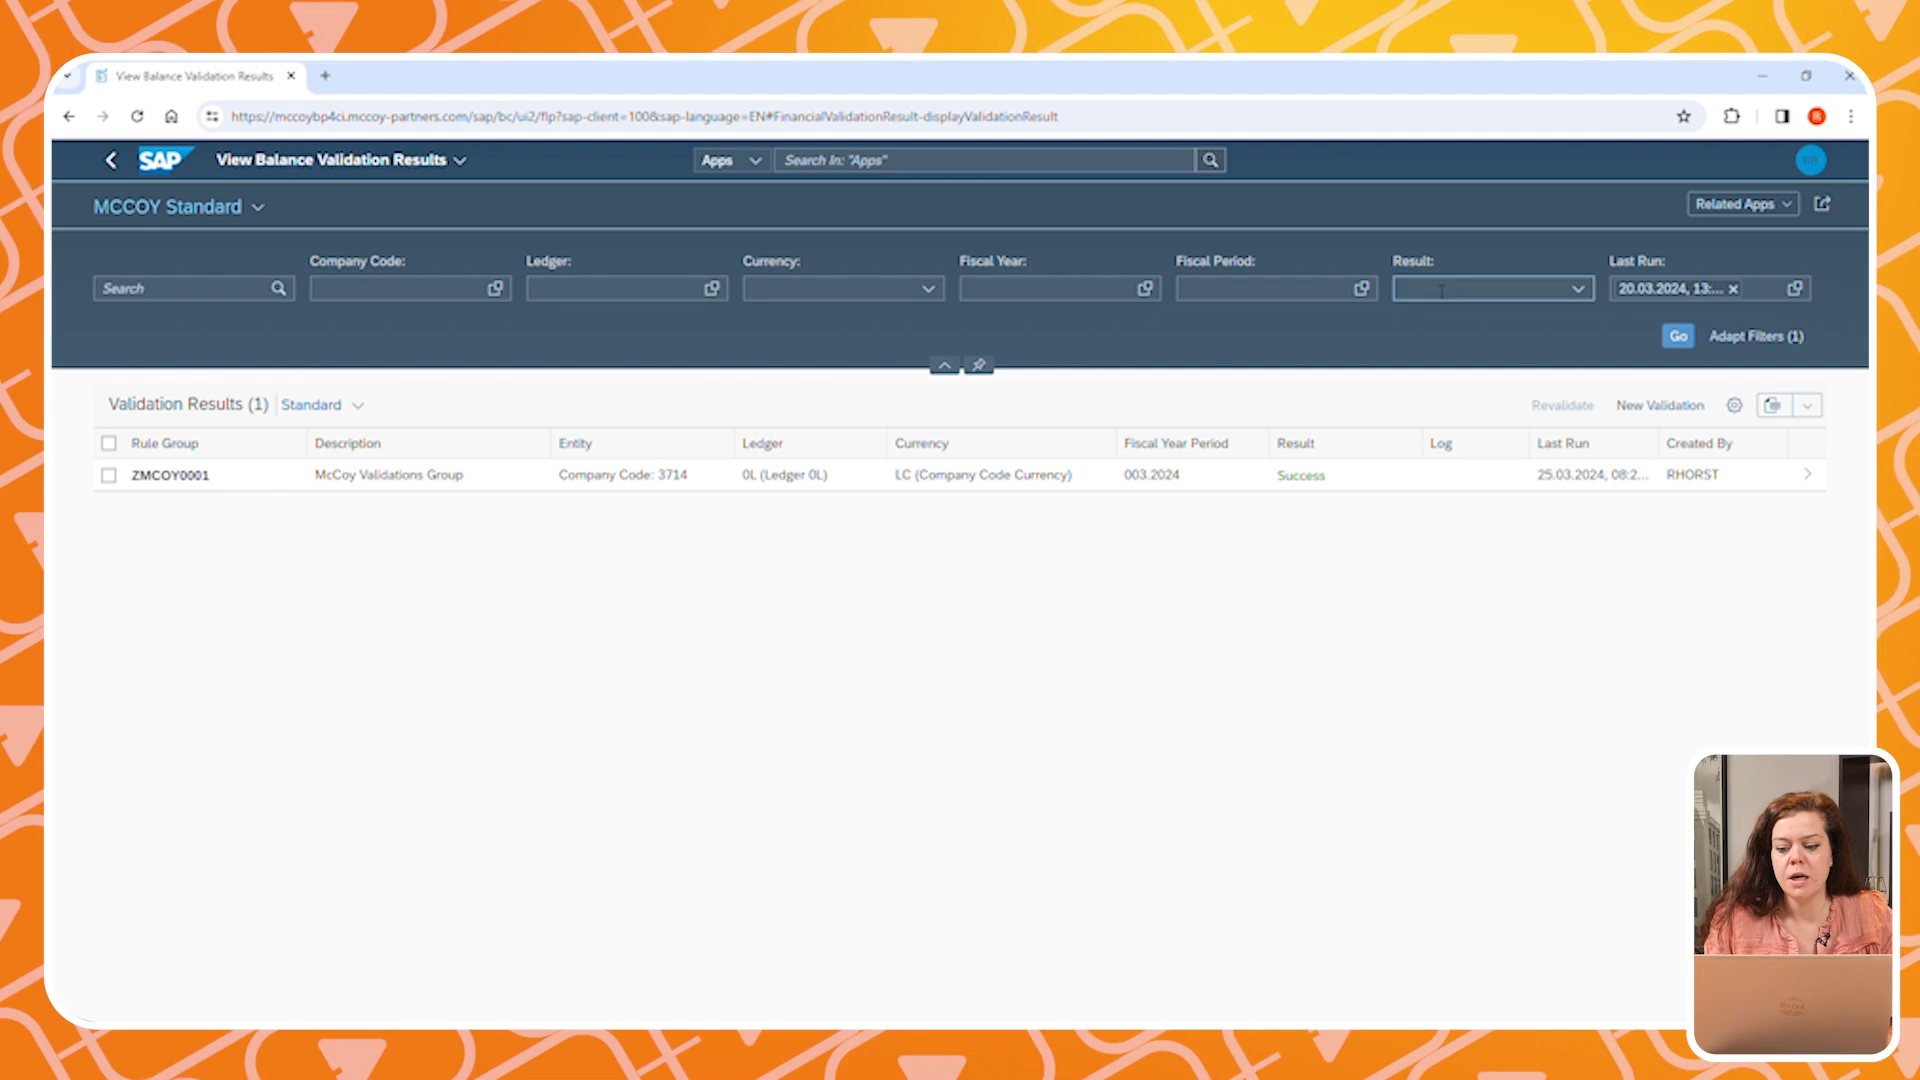 View Balance Validation Results
https://mccoybp4ci.mccoy-partners.com/sap/bc/ui2/flp?sap-client=100&sap-language=EN#FinancialValidationResult-displayValidationResult
SAP View Balance Validation Results Apps Search In: "Apps"
MCCOY Standard Related Apps
Company Code: Ledger: Currency: Fiscal Year: Fiscal Period: Result: Last Run:
Search 20.03.2024, 13:...
Go Adapt Filters (1)
Validation Results (1) Standard Revalidate New Validation
Rule Group Description Entity Ledger Currency Fiscal Year Period Result Log Last Run Created By
ZMCOY0001 McCoy Validations Group Company Code: 3714 0L (Ledger 0L) LC (Company Code Currency) 003.2024 Success 25.03.2024, 08:2... RHORST